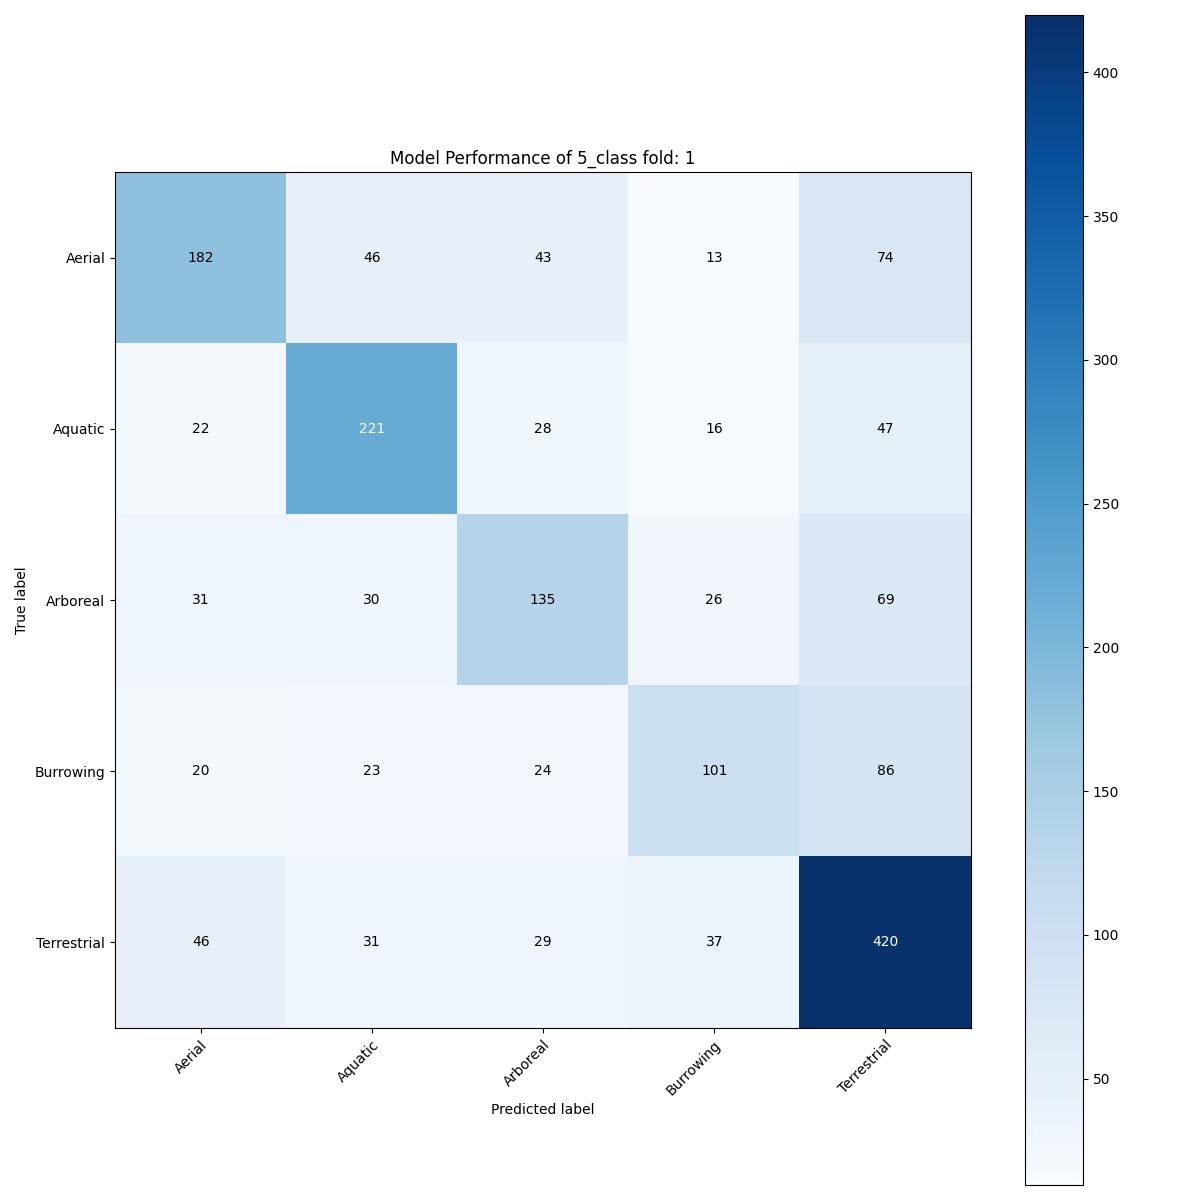 Model Performance of 5_class fold: 1
Aerial 182 46 43 13 74
Aquatic 22 221 28 16 47
Arboreal 31 30 135 26 69
Burrowing 20 23 24 101 86
Terrestrial 46 31 29 37 420
True label
Aerial Aquatic Arboreal Burrowing Terrestrial
Predicted label
400
350
300
250
200
150
100
50